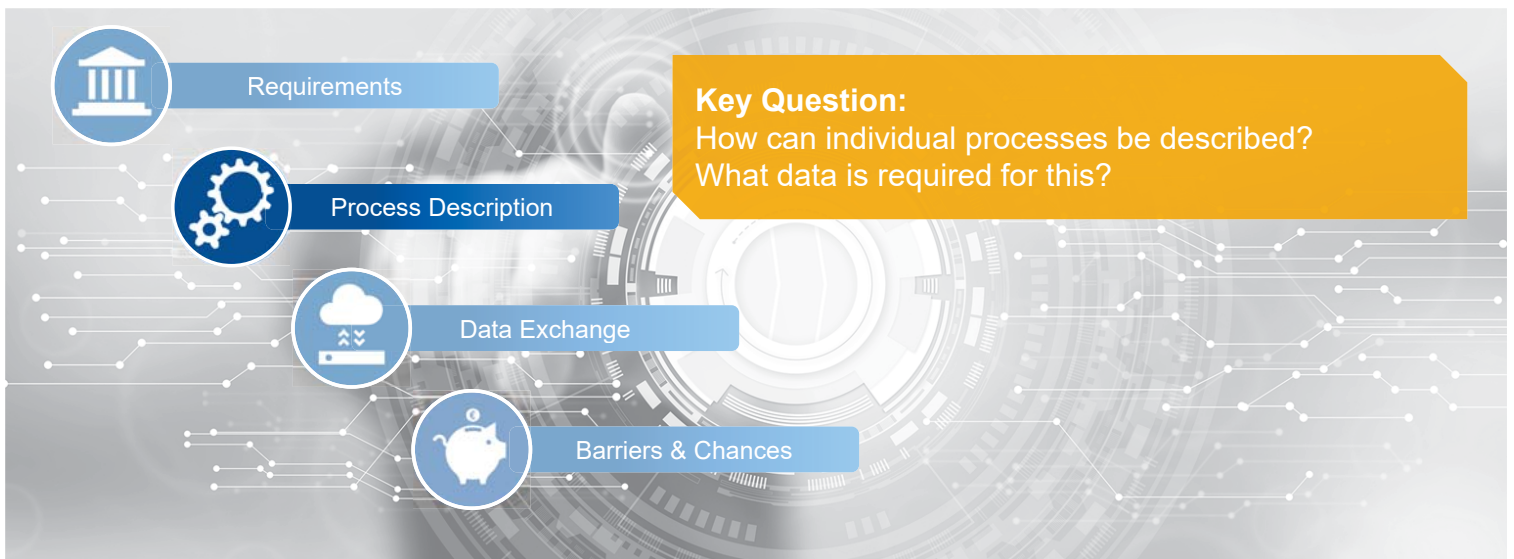 Requirements
Key Question:
How can individual processes be described?
What data is required for this?
Process Description
Data Exchange
€
Barriers & Chances